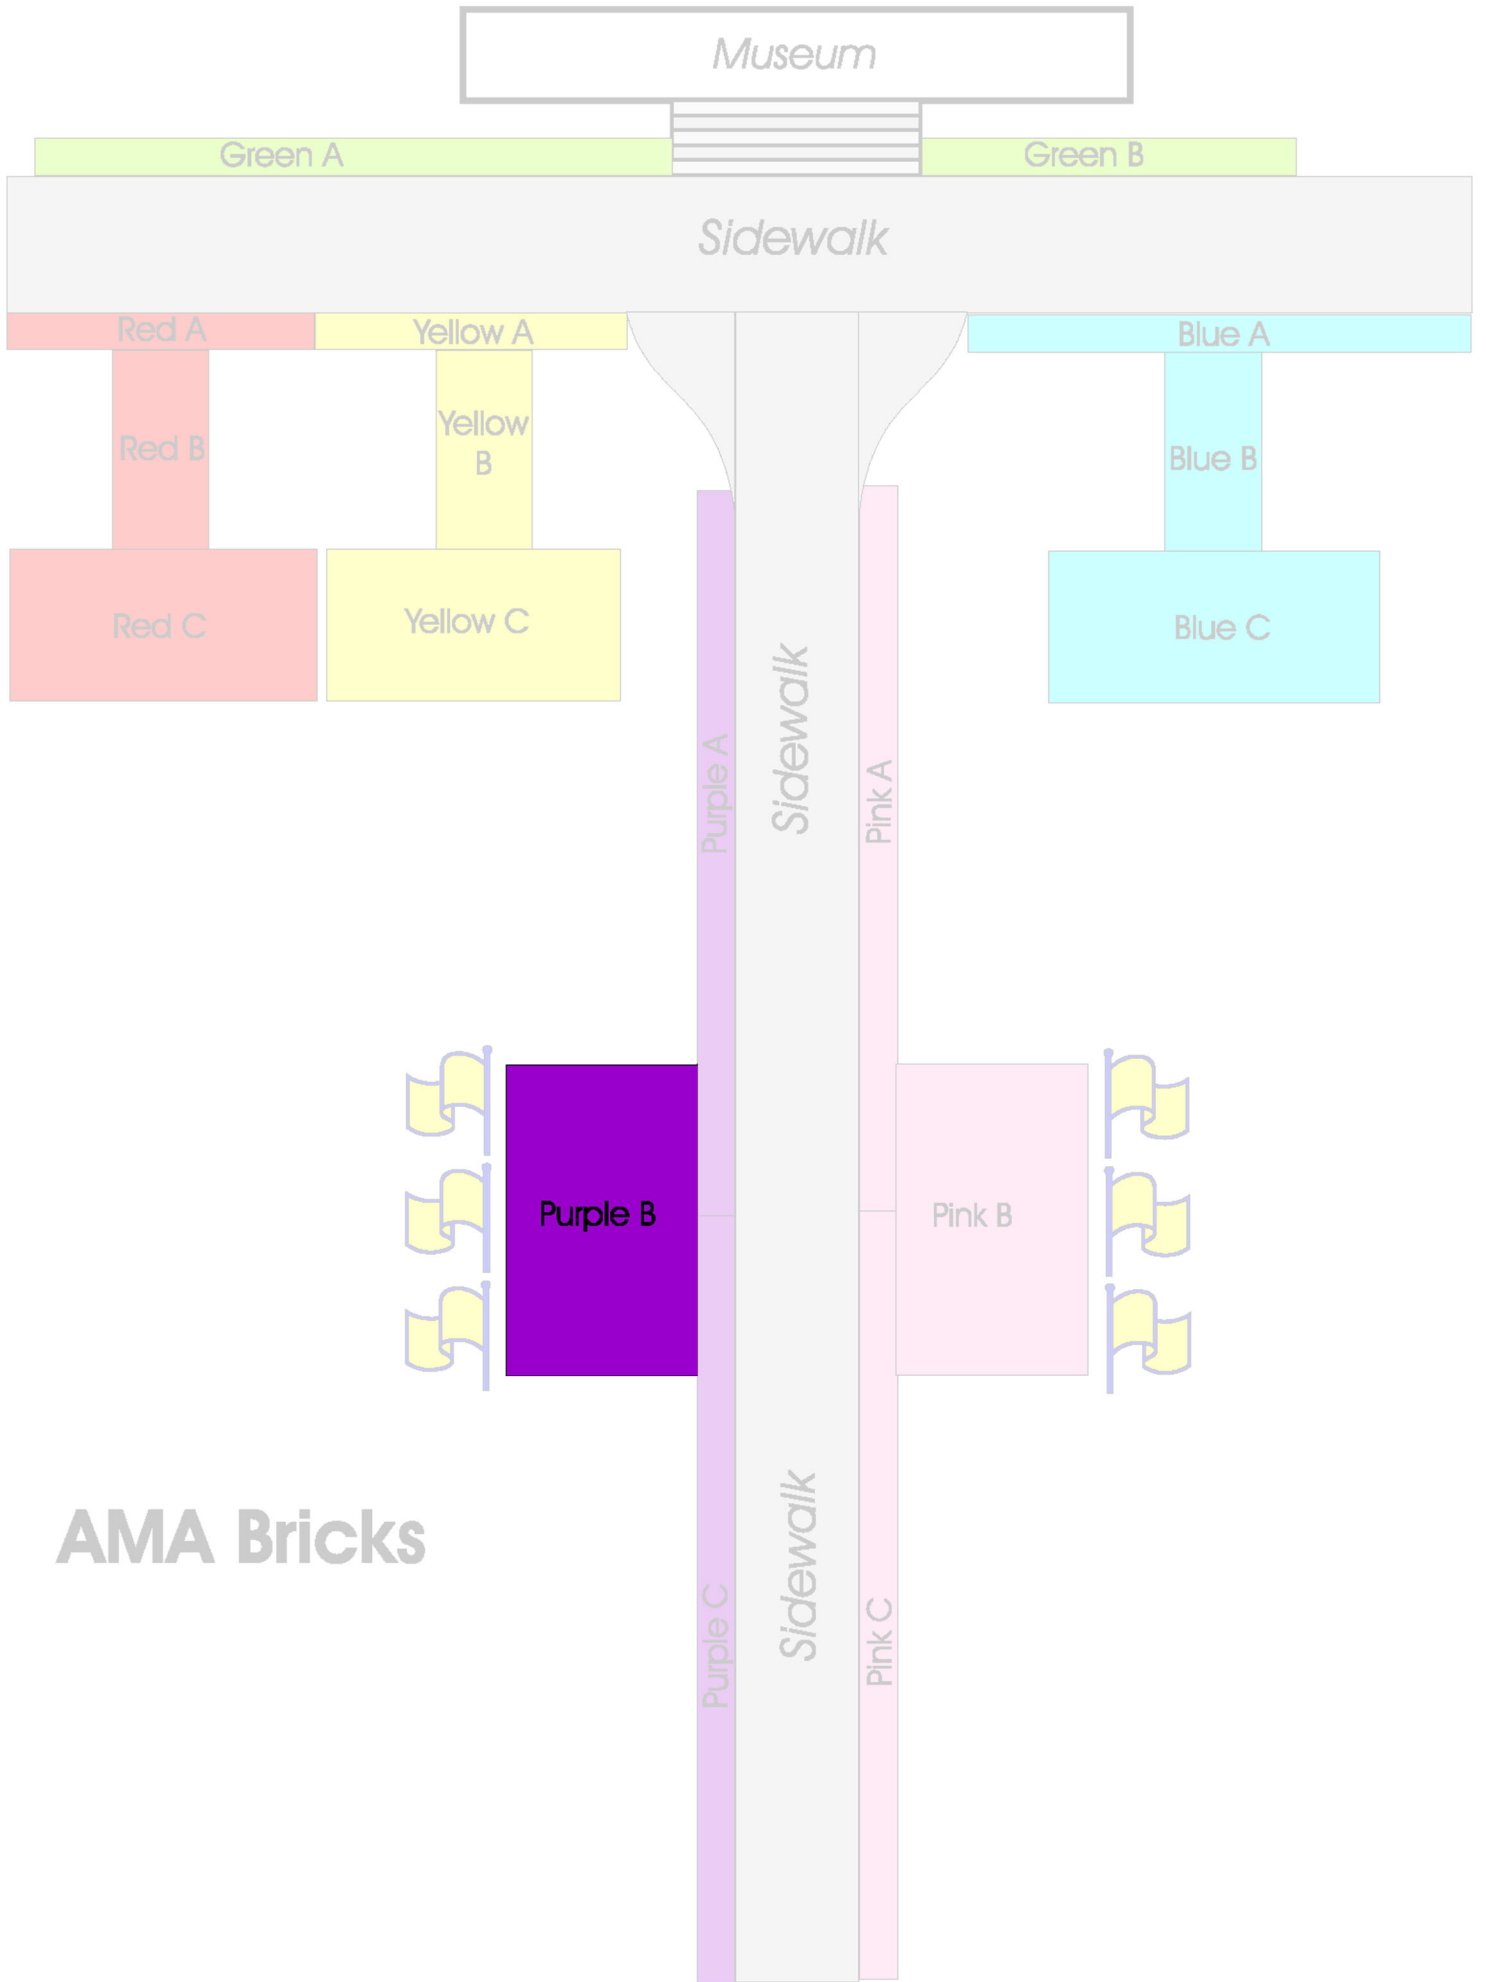 Museum
Green A
Green B
Sidewalk
Red A
Yellow A
Blue A
Red B
Yellow
B
Blue B
Red C
Yellow C
Blue C
Purple A
Sidewalk
Pink A
Purple B
Pink B
AMA Bricks
Purple C
Sidewalk
Pink C